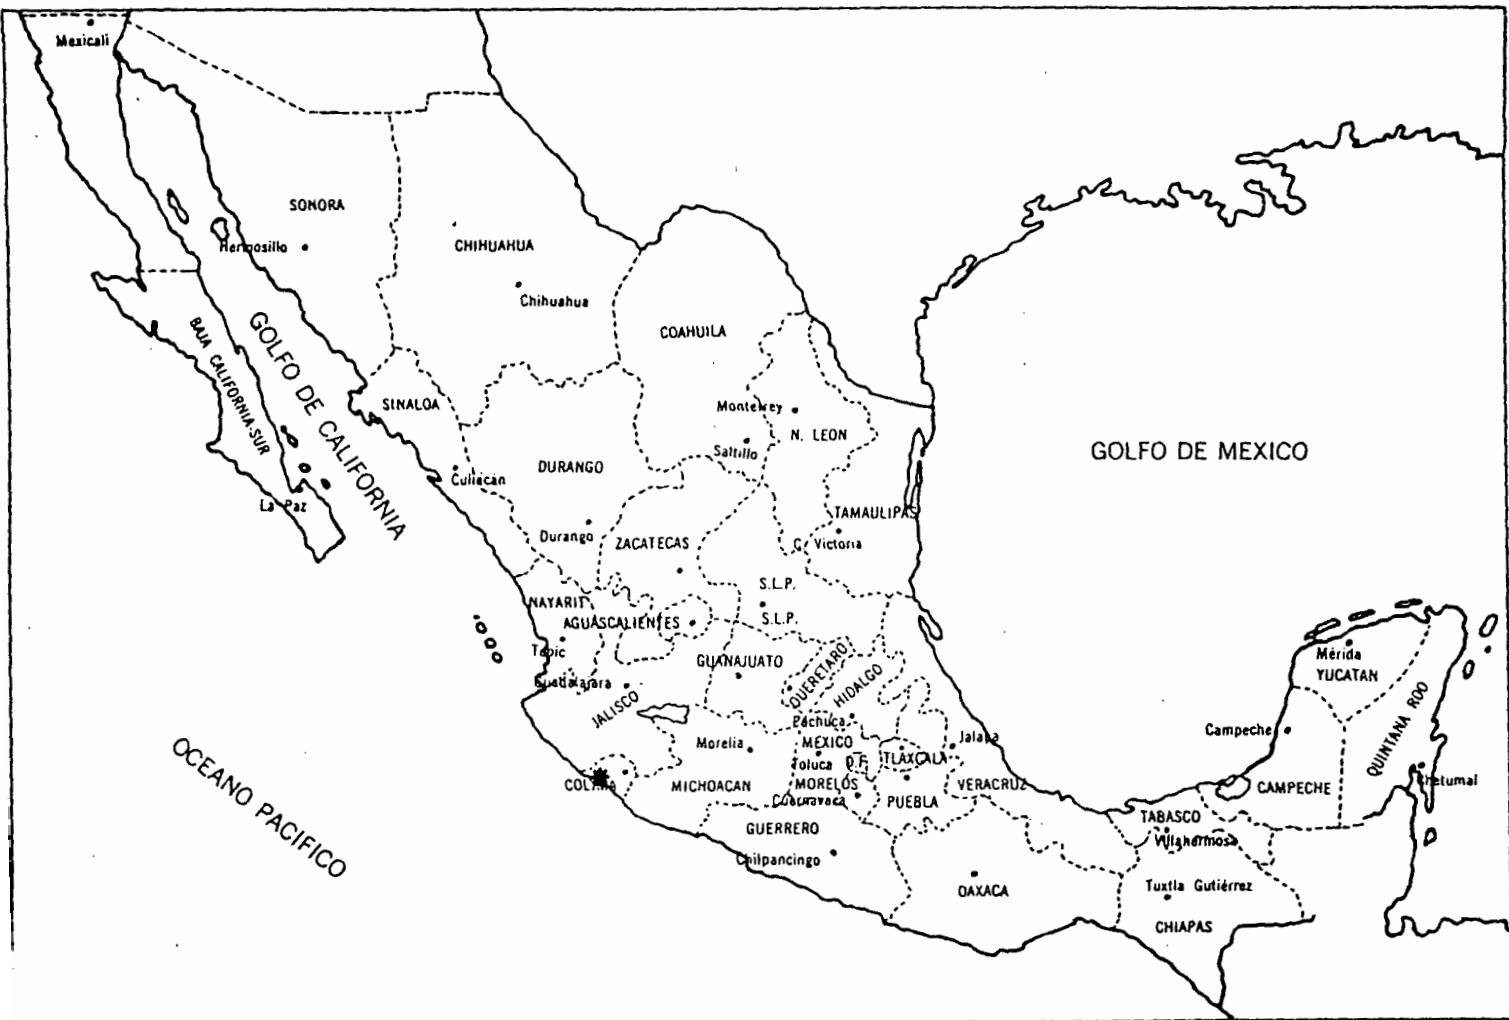 Mexicali
SONORA
Hermosillo
CHIHUAHUA
Chihuahua
COAHUILA
BAJA CALIFORNIA-SUR
GOLFO DE CALIFORNIA
SINALOA
Monterrey
N. LEON
Saltillo
GOLFO DE MEXICO
DURANGO
Culiacán
La Paz
TAMAULIPAS
Durango
ZACATECAS
C. Victoria
S.L.P.
S.L.P.
NAYARIT
AGUASCALIENTES
Tepic
GUANAJUATO
QUERETARO
HIDALGO
Mérida
YUCATAN
Guadalajara
JALISCO
Pachuca
Campeche
QUINTANA ROO
Morelia
MEXICO
Jalapa
Toluca
D.F.
TLAXCALA
OCEANO PACIFICO
COLIMA
MICHOACAN
MORELOS
VERACRUZ
Chetumal
CAMPECHE
Cuernavaca
PUEBLA
TABASCO
GUERRERO
Villahermosa
Chilpancingo
OAXACA
Tuxtla Gutiérrez
CHIAPAS